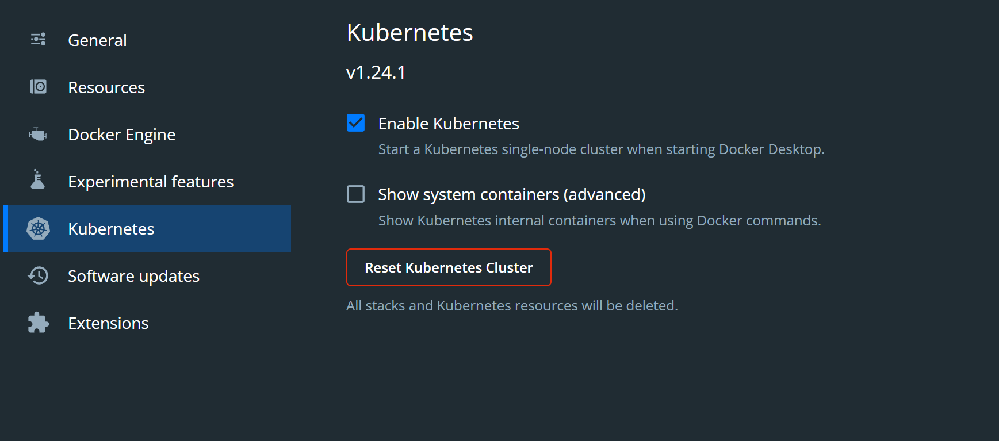 General
Resources
Docker Engine
Experimental features
Kubernetes
Software updates
Extensions
Kubernetes
v1.24.1
Enable Kubernetes
Start a Kubernetes single-node cluster when starting Docker Desktop.
Show system containers (advanced)
Show Kubernetes internal containers when using Docker commands.
Reset Kubernetes Cluster
All stacks and Kubernetes resources will be deleted.